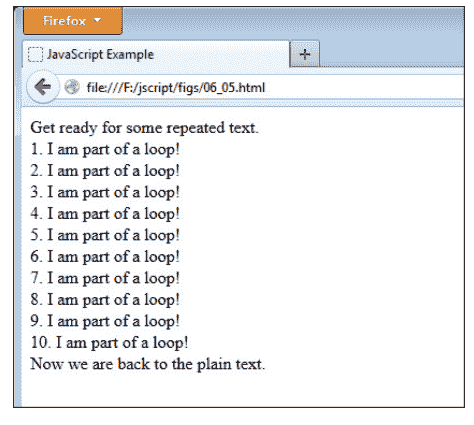 Firefox
JavaScript Example
file:///F:/jscript/figs/06_05.html
Get ready for some repeated text.
1. I am part of a loop!
2. I am part of a loop!
3. I am part of a loop!
4. I am part of a loop!
5. I am part of a loop!
6. I am part of a loop!
7. I am part of a loop!
8. I am part of a loop!
9. I am part of a loop!
10. I am part of a loop!
Now we are back to the plain text.